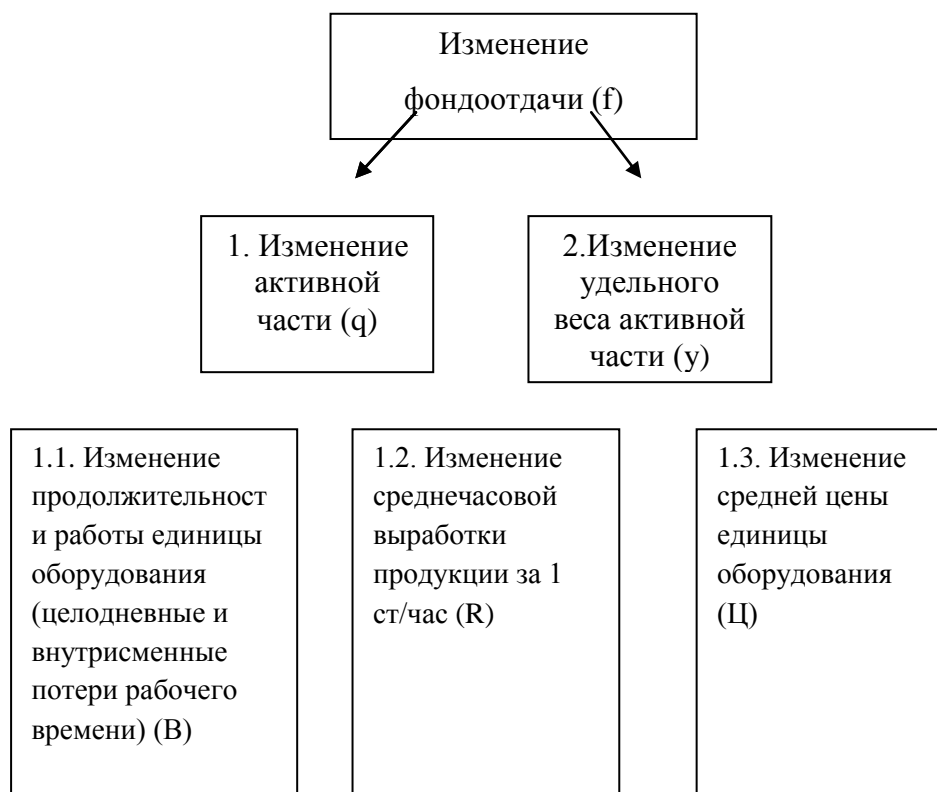 Изменение
фондоотдачи (f)
1. Изменение
активной
части (q)
2.Изменение
удельного
веса активной
части (y)
1.1. Изменение
продолжительност
и работы единицы
оборудования
(целодневные и
внутрисменные
потери рабочего
времени) (В)
1.2. Изменение
среднечасовой
выработки
продукции за 1
ст/час (R)
1.3. Изменение
средней цены
единицы
оборудования
(Ц)